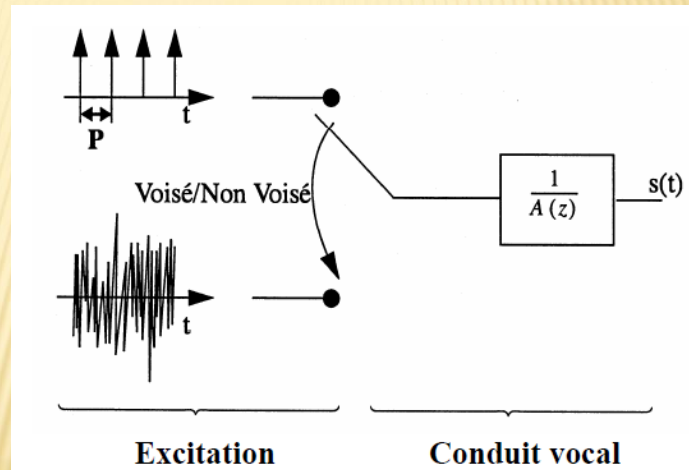 t
P
Voisé/Non Voisé
1
A (z)
s(t)
t
Excitation
Conduit vocal